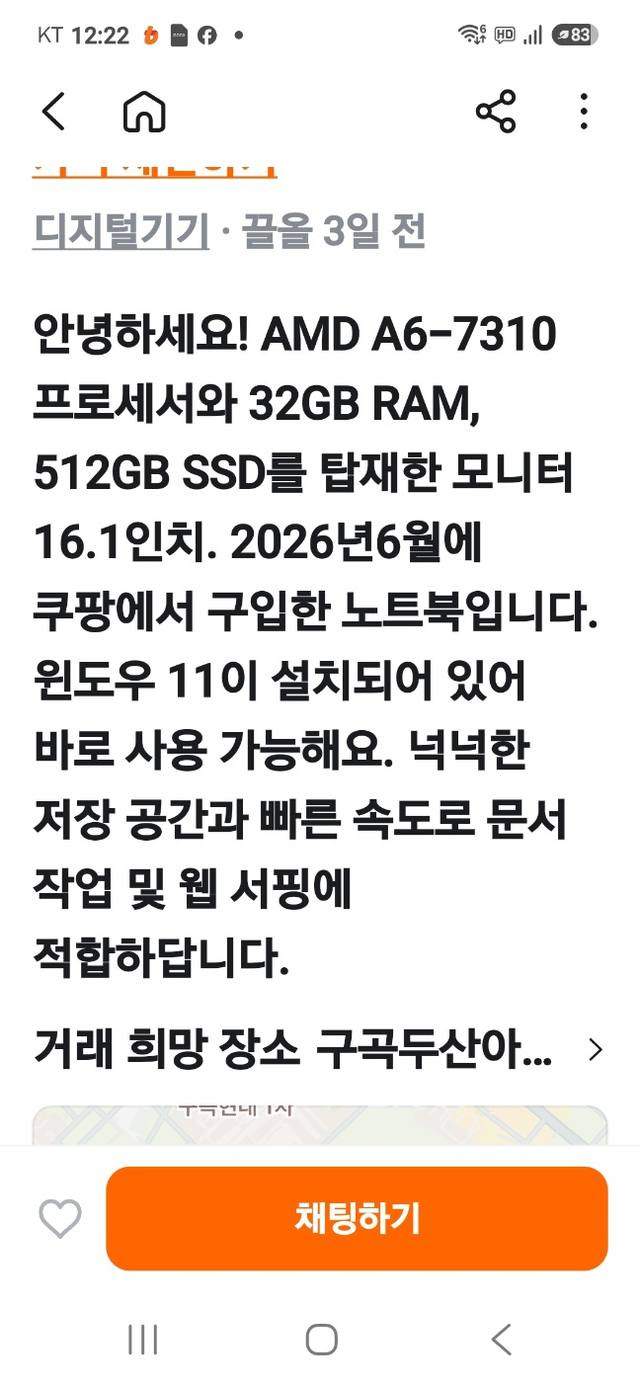 KT 12:22
HD 83
디지털기기 · 끌올 3일 전
안녕하세요! AMD A6-7310
프로세서와 32GB RAM,
512GB SSD를 탑재한 모니터
16.1인치. 2026년6월에
쿠팡에서 구입한 노트북입니다.
윈도우 11이 설치되어 있어
바로 사용 가능해요. 넉넉한
저장 공간과 빠른 속도로 문서
작업 및 웹 서핑에
적합하답니다.
거래 희망 장소 구곡두산아...
채팅하기